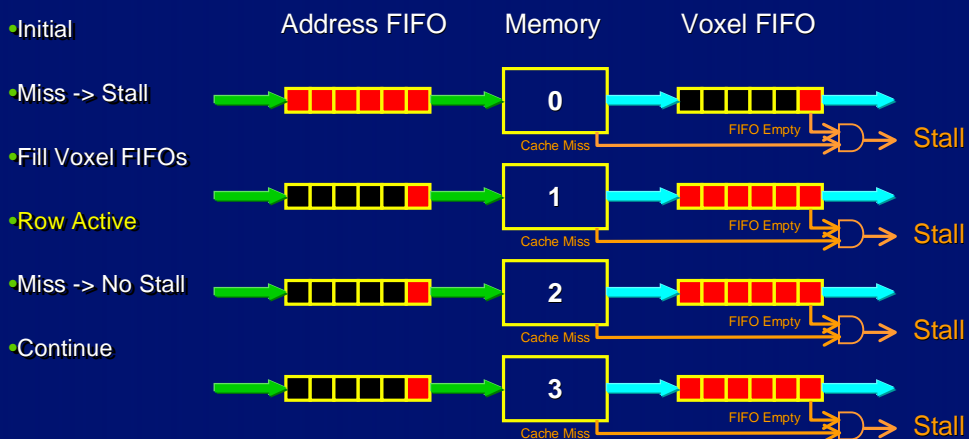 Address FIFO Memory Voxel FIFO
•Initial
•Miss -> Stall
•Fill Voxel FIFOs
•Row Active
•Miss -> No Stall
•Continue
0
FIFO Empty
Cache Miss
Stall
1
FIFO Empty
Cache Miss
Stall
2
FIFO Empty
Cache Miss
Stall
3
FIFO Empty
Cache Miss
Stall